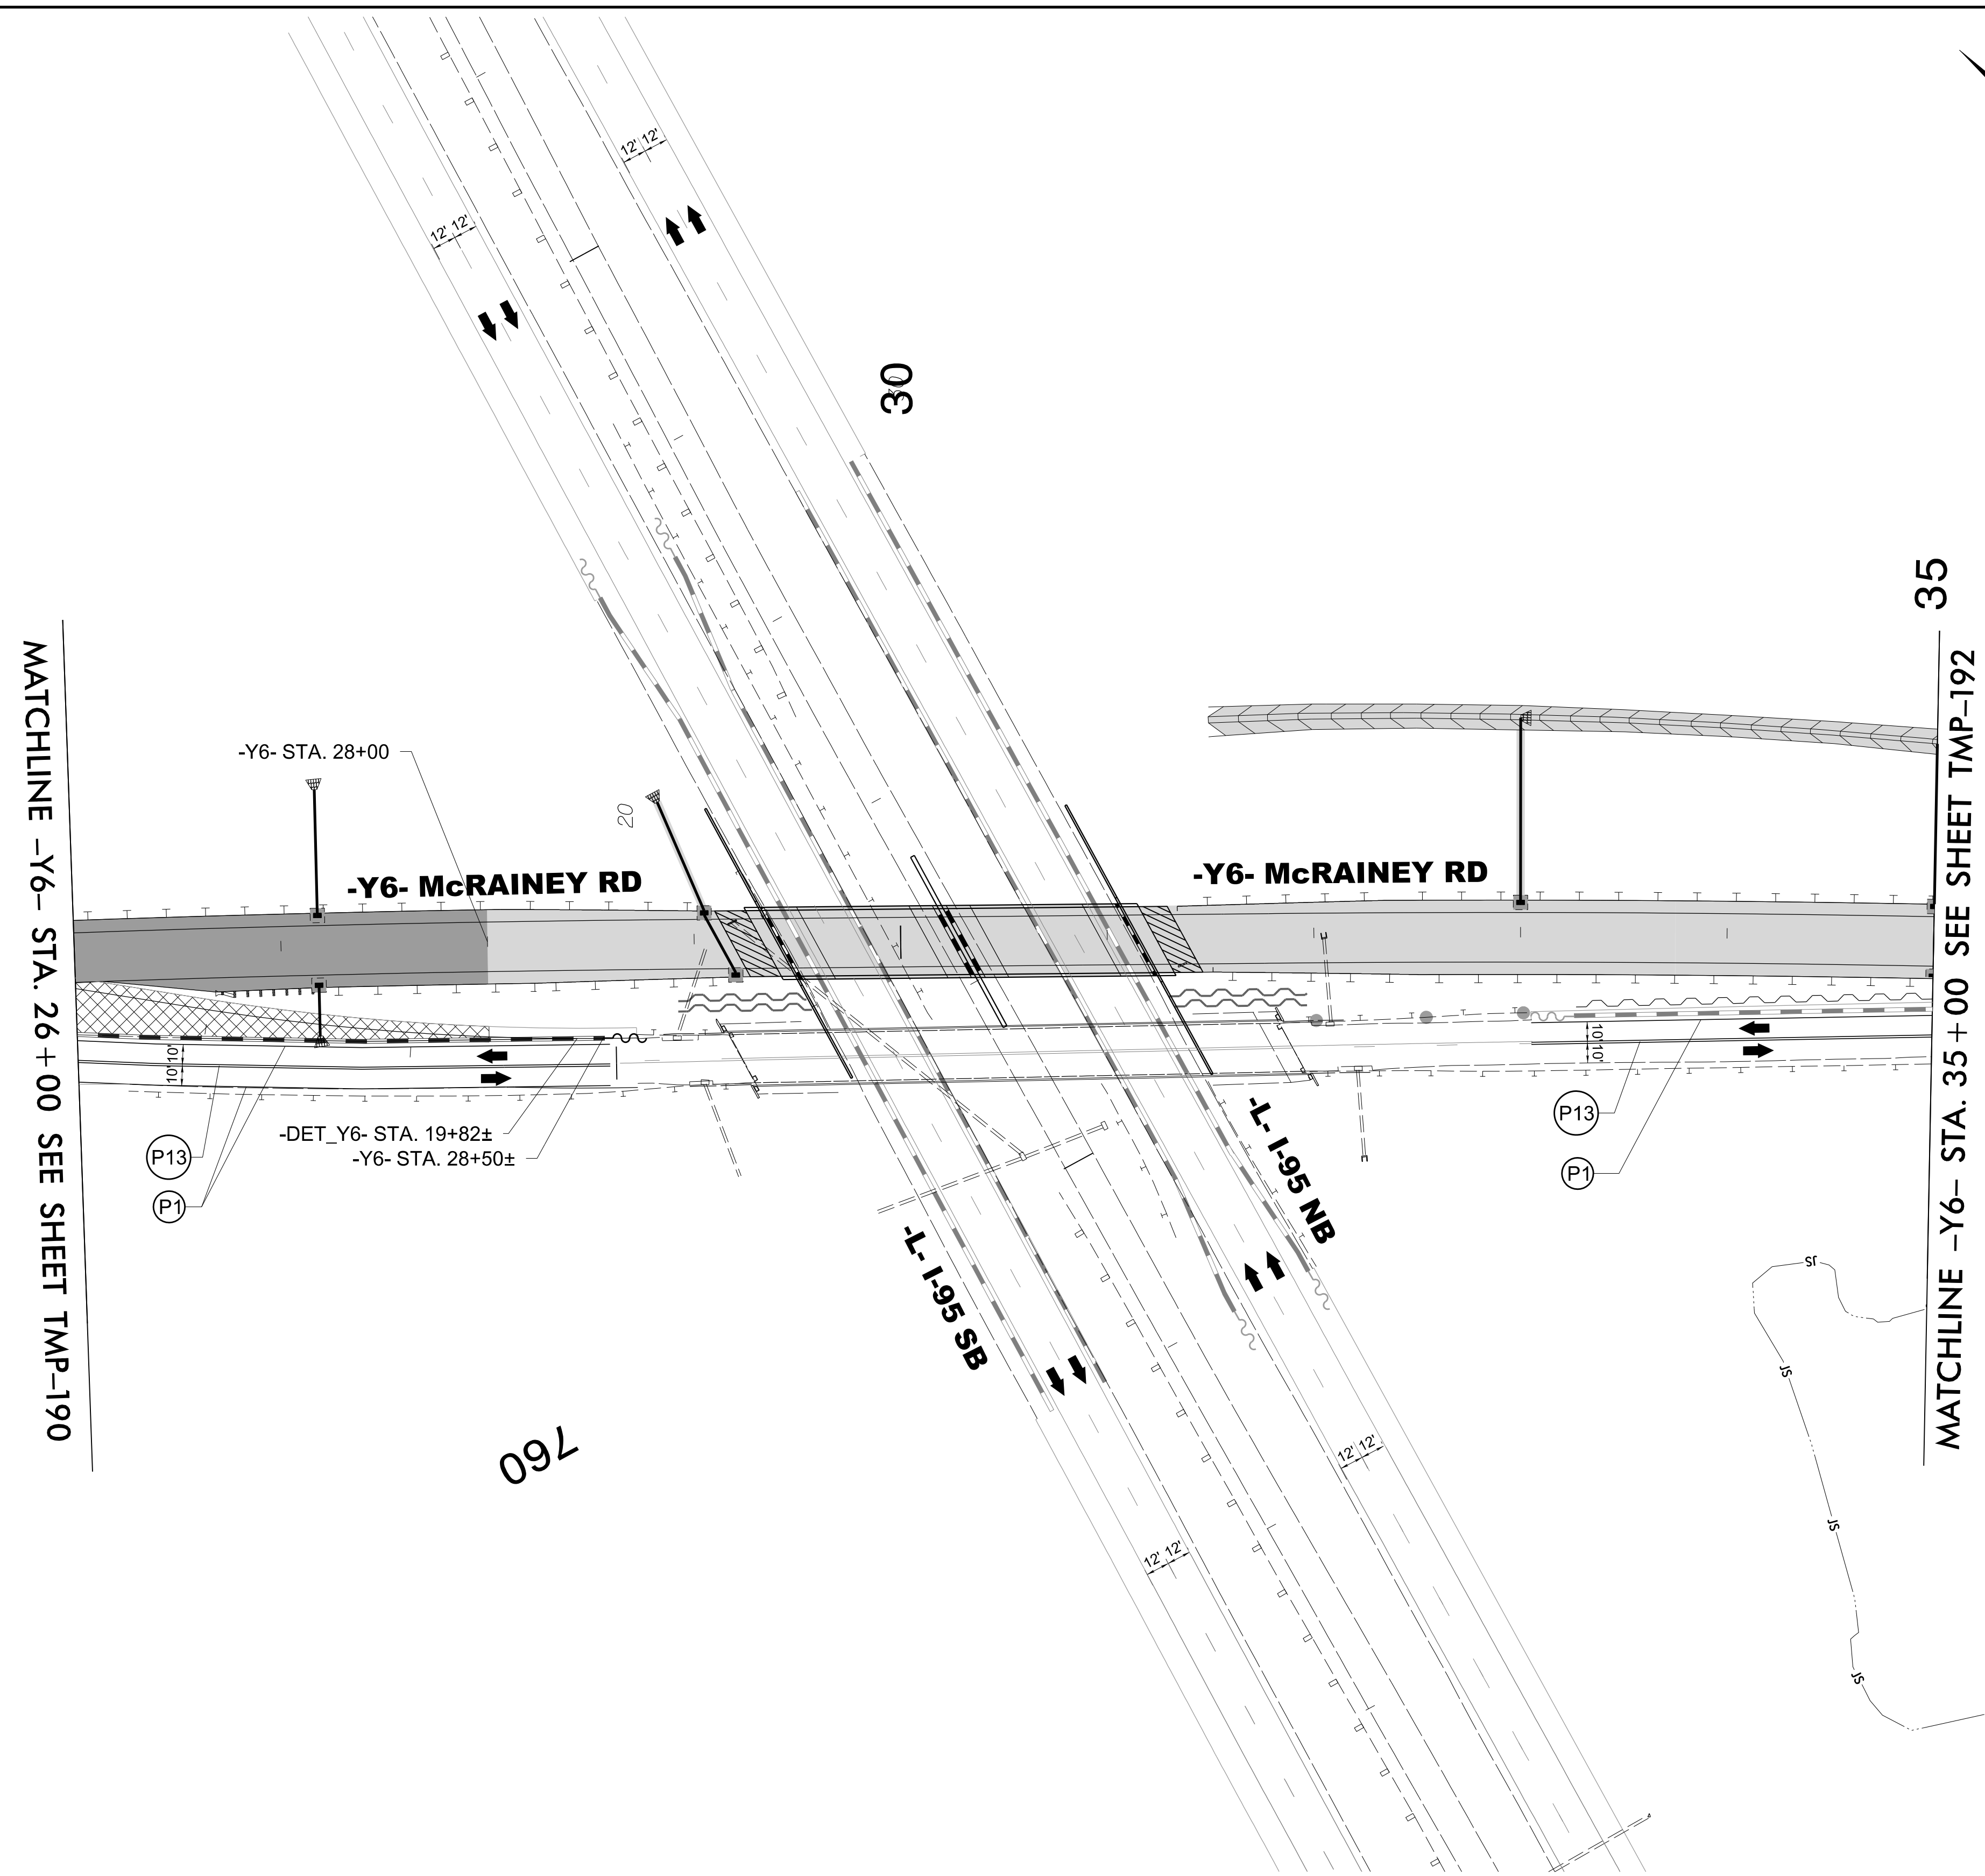 12' 12'
12' 12'
30
30
35
MATCHLINE -Y6- STA. 26+00 SEE SHEET TMP-190
-Y6- STA. 28+00
20
-Y6- McRAINEY RD
-Y6- McRAINEY RD
MATCHLINE -Y6- STA. 35+00 SEE SHEET TMP-192
10' 10'
10' 10'
-DET_Y6- STA. 19+82±
-Y6- STA. 28+50±
P13
P1
P13
P1
-L- I-95 NB
-L- I-95 SB
JS
JS
JS
JS
760
12' 12'
12' 12'